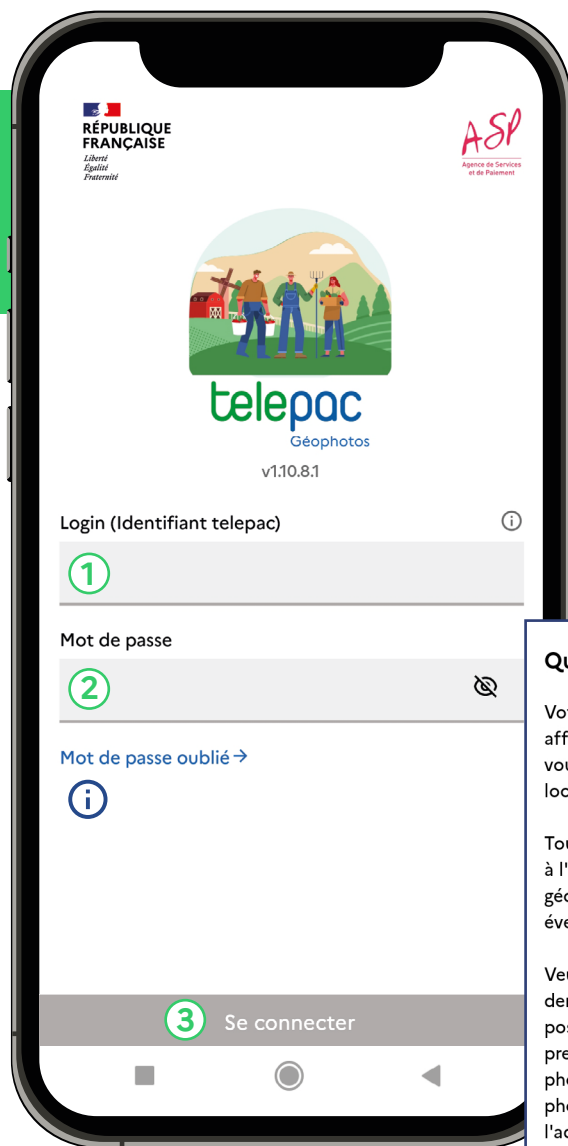 RÉPUBLIQUE
FRANÇAISE
Liberté
Égalité
Fraternité
ASP
Agence de Services
et de Paiement
telepac
Géophotos
v1.10.8.1
Login (Identifiant telepac)
1
Mot de passe
2
Mot de passe oublié →
3 Se connecter
à l'